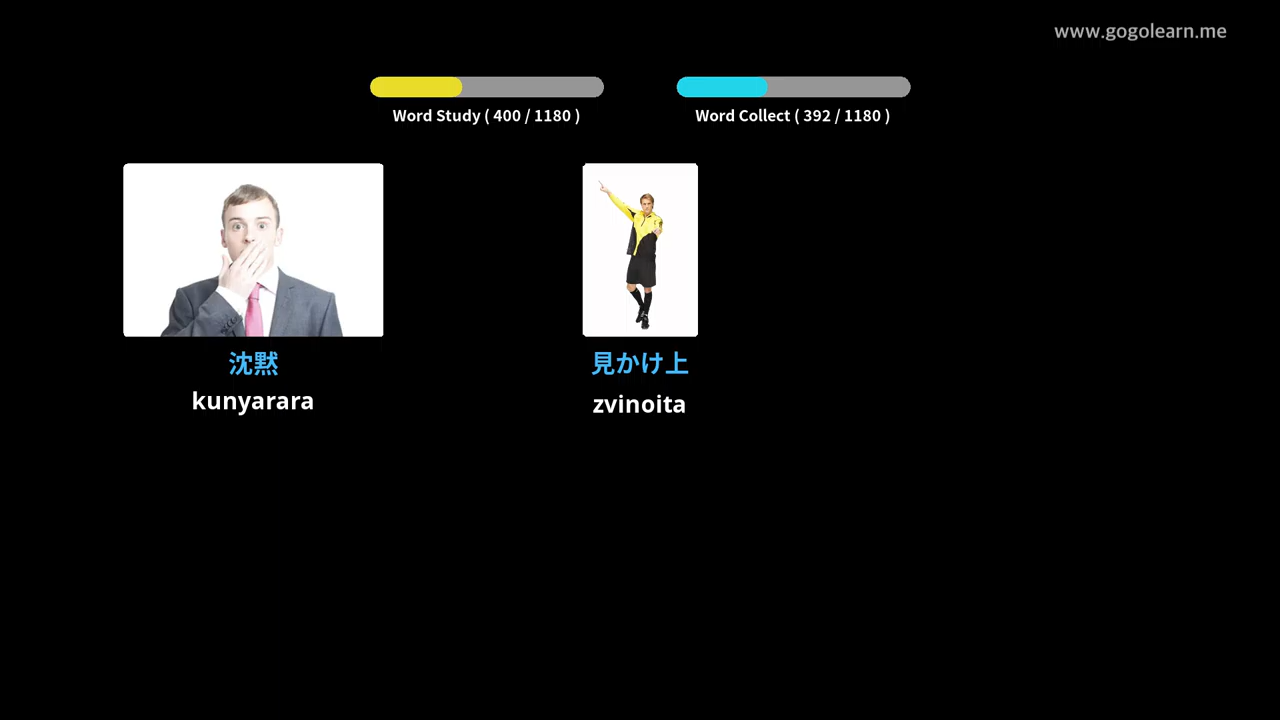 www.gogolearn.me
Word Study ( 400 / 1180 )
Word Collect ( 392 / 1180 )
沈黙
kunyarara
見かけ上
zvinoita